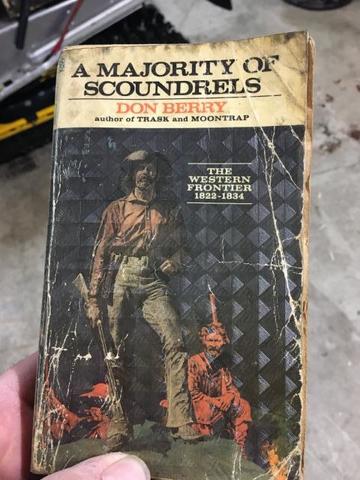 A MAJORITY OF
SCOUNDRELS
DON BERRY
author of TRASK and MOONTRAP
THE
WESTERN
FRONTIER
1822-1834